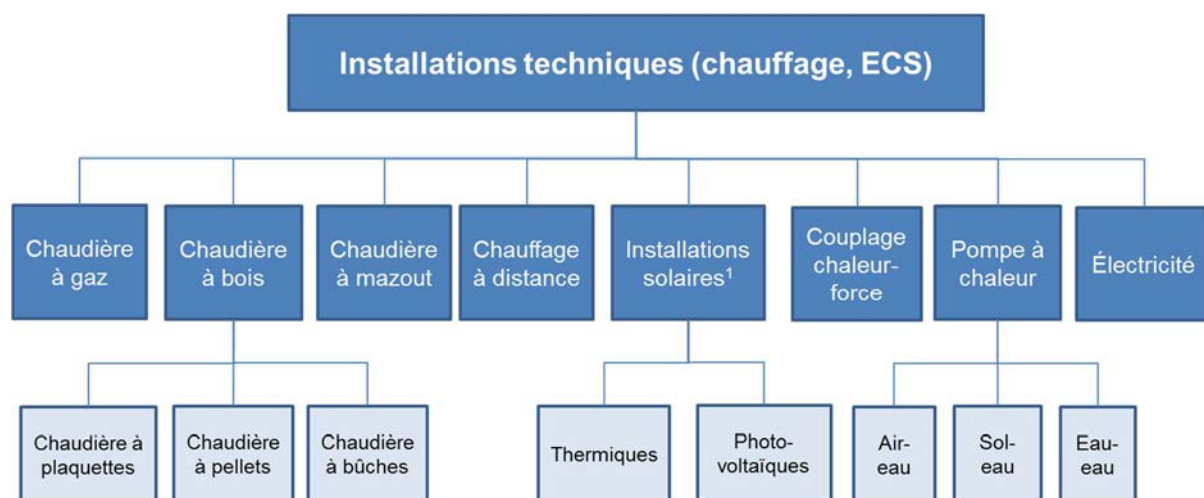 Installations techniques (chauffage, ECS)
Chaudière
à gaz
Chaudière
à bois
Chaudière
à mazout
Chauffage
à distance
Installations
solaires¹
Couplage
chaleur-
force
Pompe à
chaleur
Électricité
Chaudière à
plaquettes
Chaudière
à pellets
Chaudière
à bûches
Thermiques
Photo-
voltaïques
Air-
eau
Sol-
eau
Eau-
eau